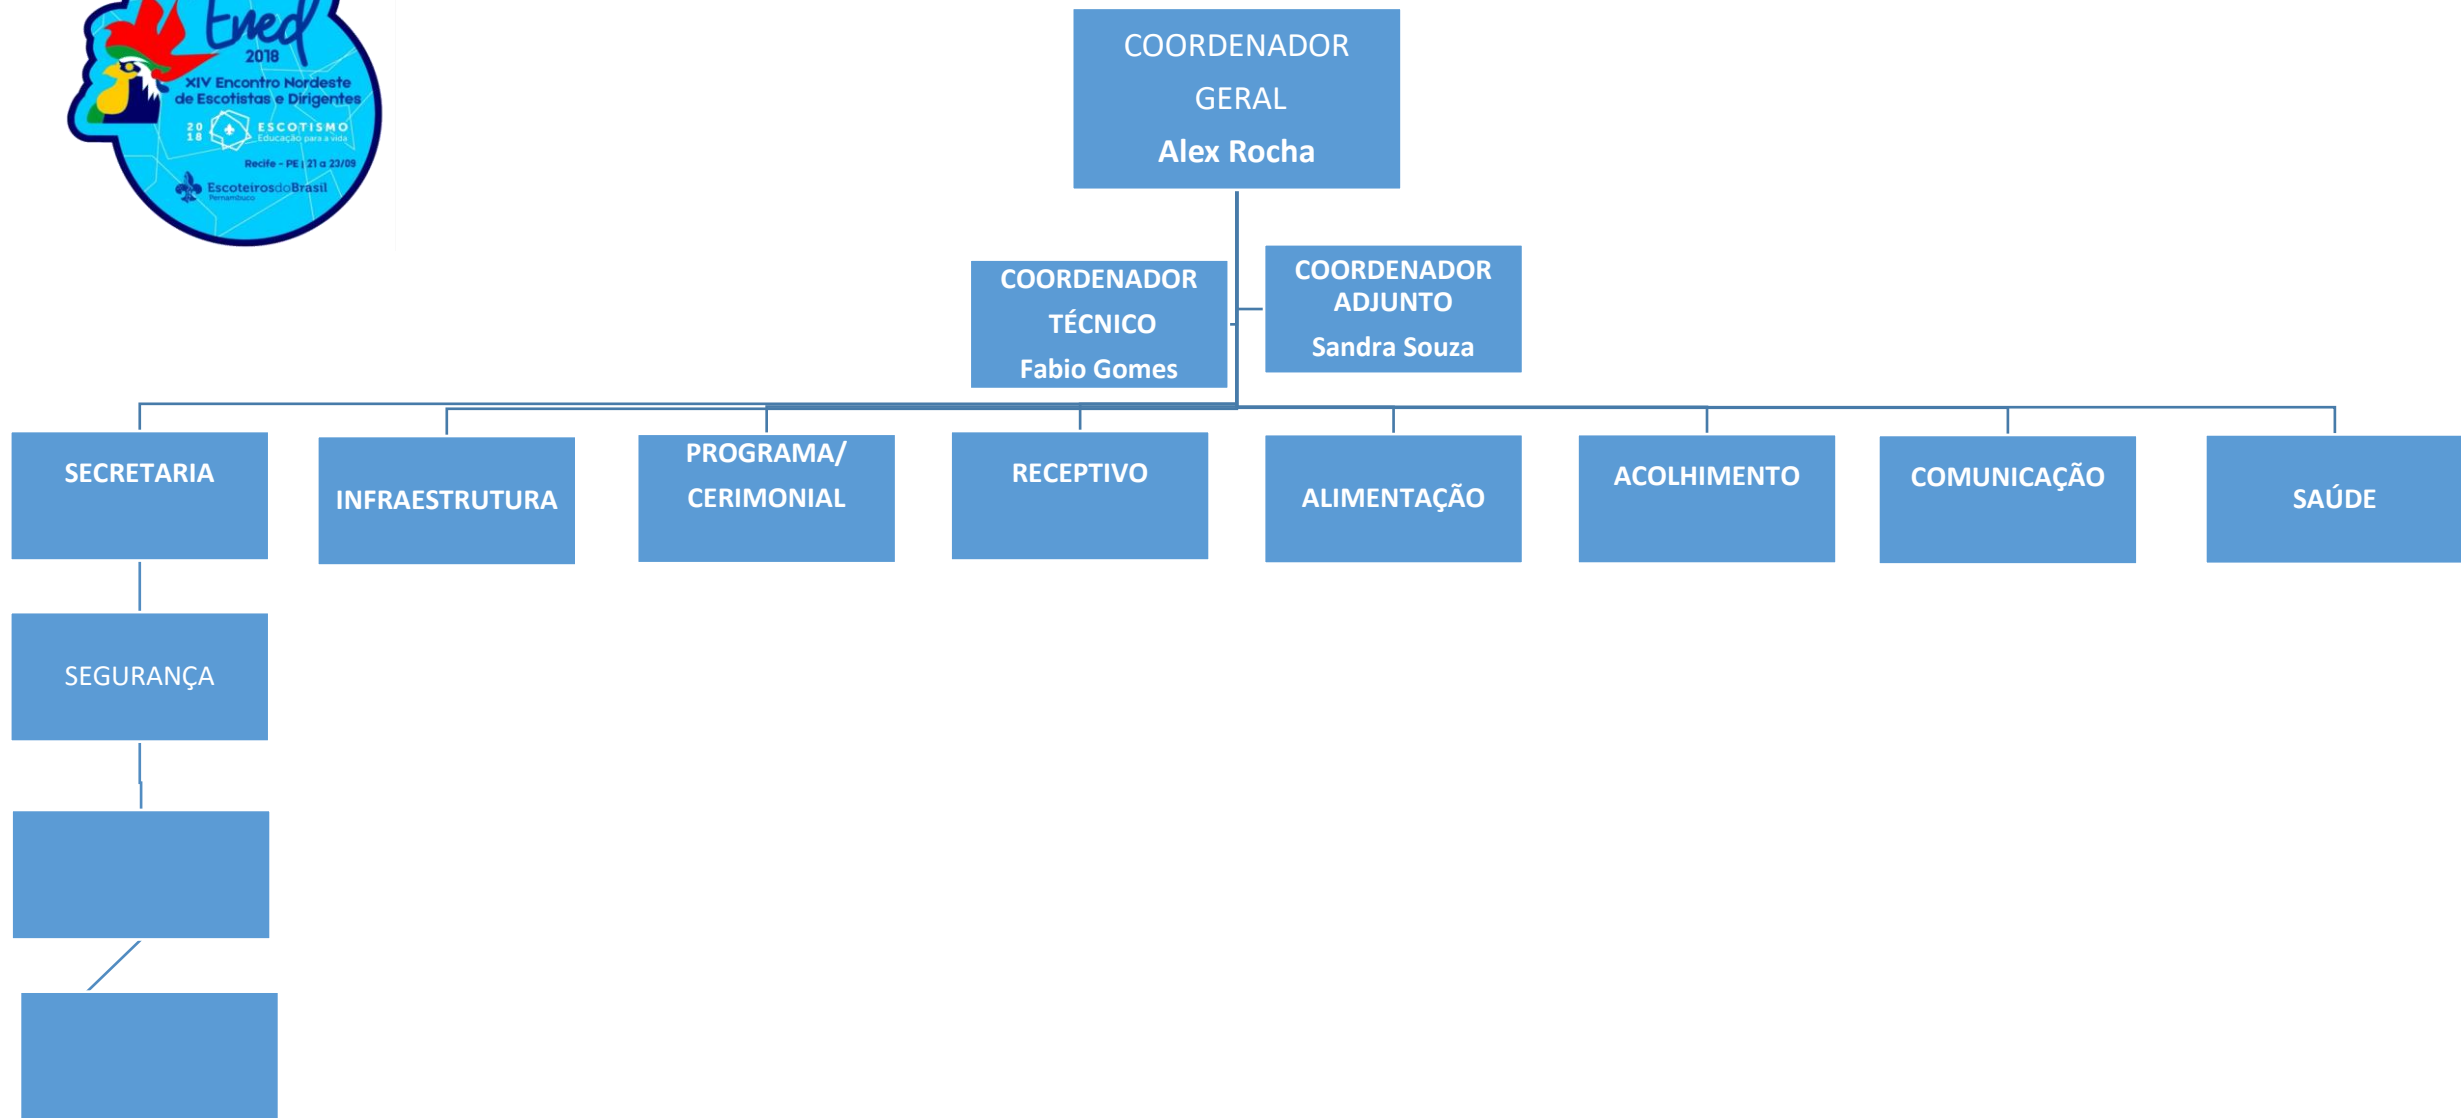 Ened
2018
XIV Encontro Nordeste
de Escotistas e Dirigentes
20
18
ESCOTISMO
Educação para a vida
Recife - PE | 21 a 23/09
EscoteirosdoBrasil
Pernambuco
COORDENADOR
GERAL
Alex Rocha
COORDENADOR
TÉCNICO
Fabio Gomes
COORDENADOR
ADJUNTO
Sandra Souza
SECRETARIA
INFRAESTRUTURA
PROGRAMA/
CERIMONIAL
RECEPTIVO
ALIMENTAÇÃO
ACOLHIMENTO
COMUNICAÇÃO
SAÚDE
SEGURANÇA